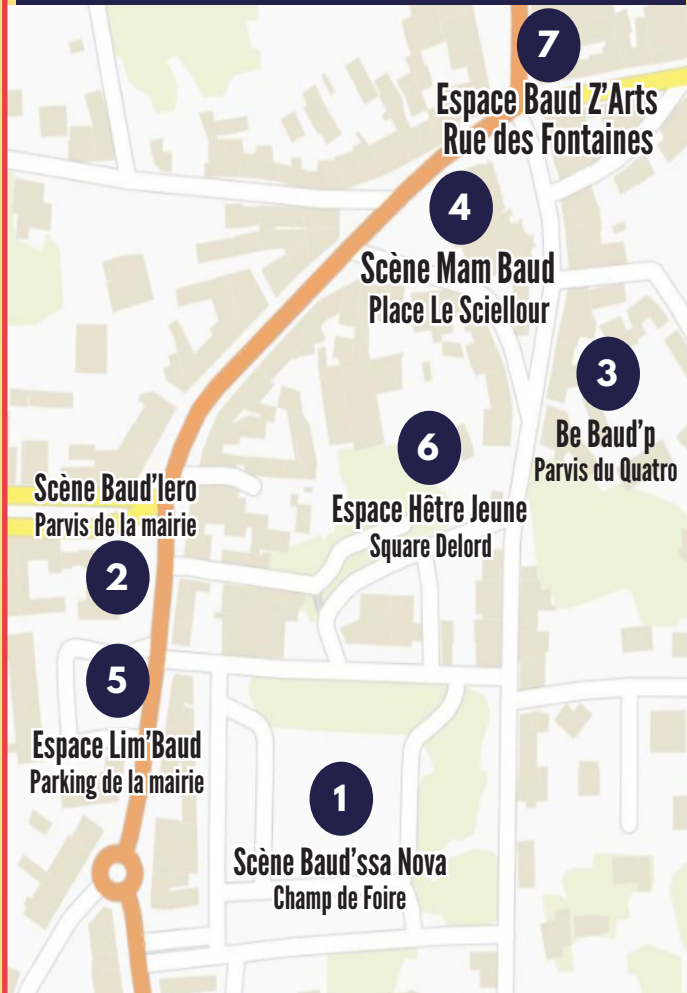 7
Espace Baud Z'Arts
Rue des Fontaines
4
Scène Mam Baud
Place Le Sciellour
3
Be Baud'p
Parvis du Quatro
6
Espace Hêtre Jeune
Square Delord
Scène Baud'lero
Parvis de la mairie
2
5
Espace Lim'Baud
Parking de la mairie
1
Scène Baud'ssa Nova
Champ de Foire